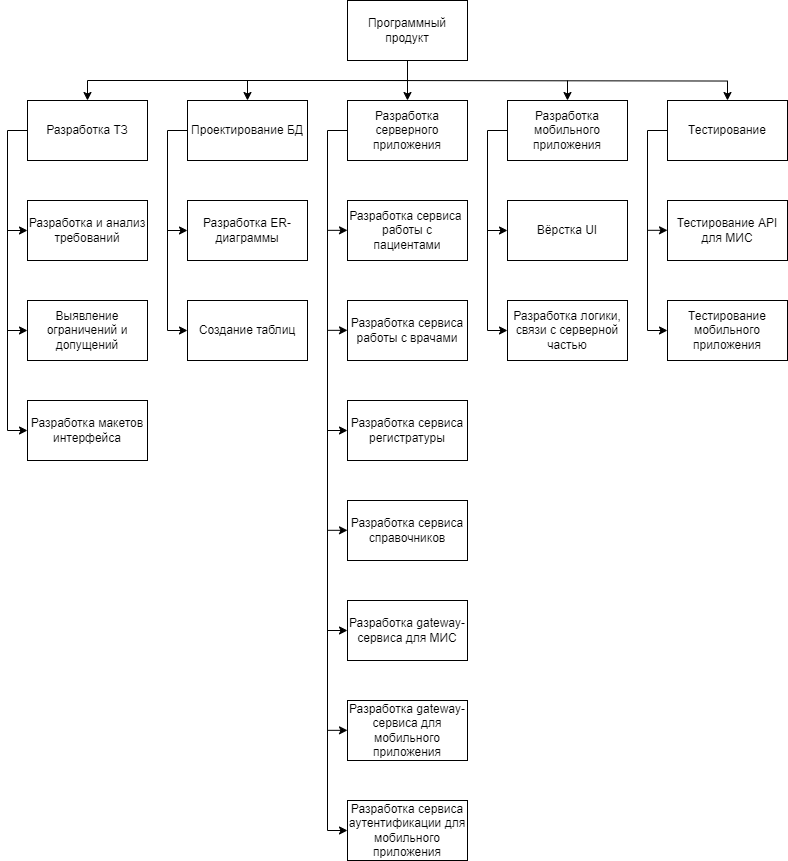 Программный
продукт
Разработка ТЗ
Проектирование БД
Разработка
серверного
приложения
Разработка
мобильного
приложения
Тестирование
Разработка и анализ
требований
Разработка ER-
диаграммы
Разработка сервиса
работы с
пациентами
Вёрстка UI
Тестирование API
для МИС
Выявление
ограничений и
допущений
Создание таблиц
Разработка сервиса
работы с врачами
Разработка логики,
связи с серверной
частью
Тестирование
мобильного
приложения
Разработка макетов
интерфейса
Разработка сервиса
регистратуры
Разработка сервиса
справочников
Разработка gateway-
сервиса для МИС
Разработка gateway-
сервиса для
мобильного
приложения
Разработка сервиса
аутентификации для
мобильного
приложения